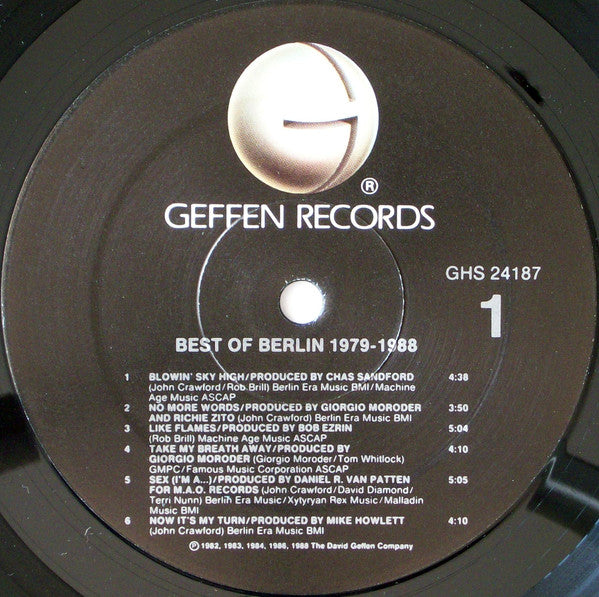 G
®
GEFFEN RECORDS
GHS 24187
1
BEST OF BERLIN 1979-1988
1 BLOWIN' SKY HIGH/PRODUCED BY CHAS SANDFORD 4:38
(John Crawford/Rob Brill) Berlin Era Music BMI/Machine
Age Music ASCAP
2 NO MORE WORDS/PRODUCED BY GIORGIO MORODER 3:50
AND RICHIE ZITO (John Crawford) Berlin Era Music BMI
3 LIKE FLAMES/PRODUCED BY BOB EZRIN 5:04
(Rob Brill) Machine Age Music ASCAP
4 TAKE MY BREATH AWAY/PRODUCED BY 4:10
GIORGIO MORODER (Giorgio Moroder/Tom Whitlock)
GMPC/Famous Music Corporation ASCAP
5 SEX (I'M A...)/PRODUCED BY DANIEL R. VAN PATTEN 5:05
FOR M.A.O. RECORDS (John Crawford/David Diamond/
Terri Nunn) Berlin Era Music/Xytyryan Rex Music/Malladin
Music BMI
6 NOW IT'S MY TURN/PRODUCED BY MIKE HOWLETT 4:10
(John Crawford) Berlin Era Music BMI
℗ 1982, 1983, 1984, 1986, 1988 The David Geffen Company